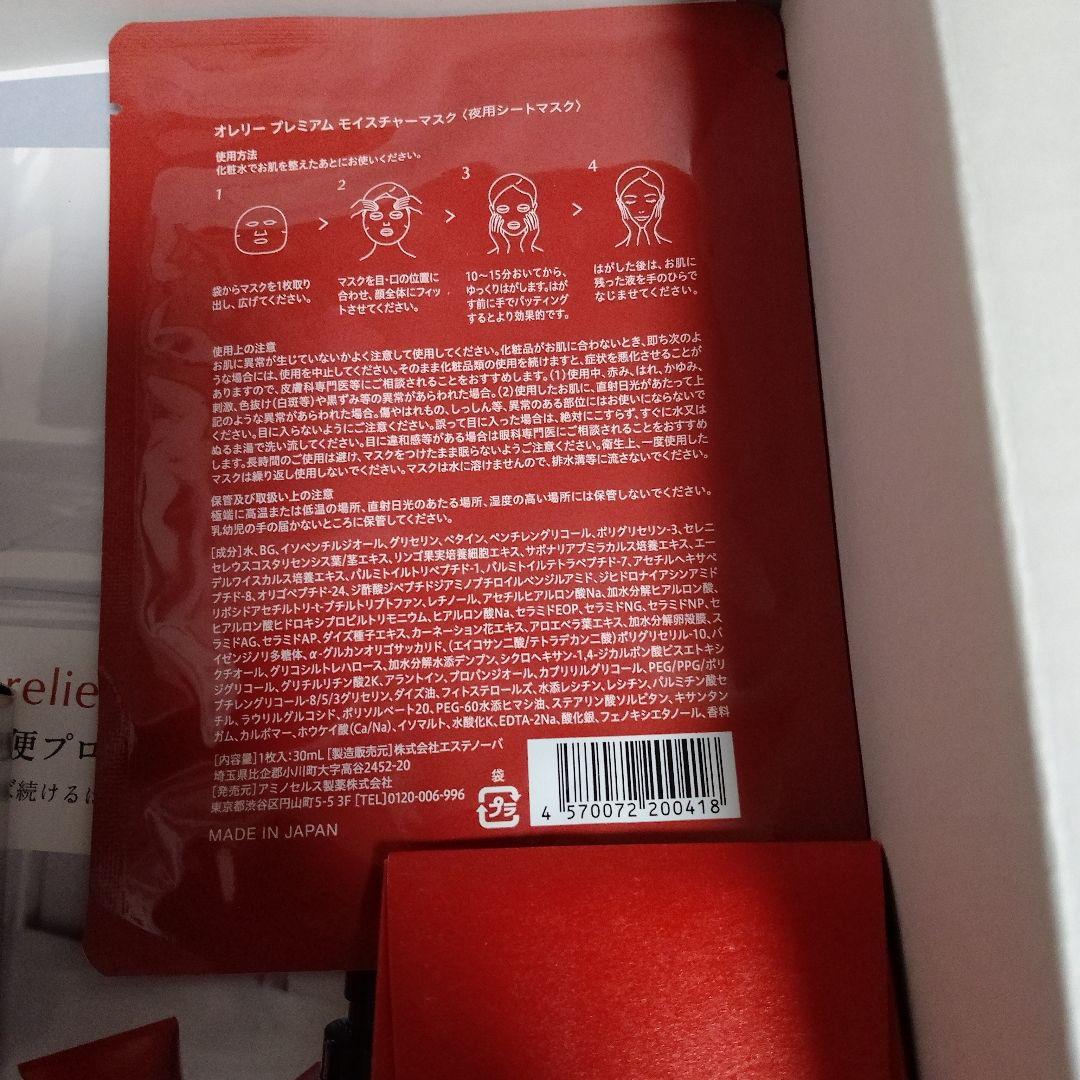 オレリー プレミアム モイスチャーマスク〈夜用シートマスク〉
使用方法
化粧水でお肌を整えたあとにお使いください。
1
袋からマスクを1枚取り
出し、広げてください。
2
マスクを目・口の位置に
合わせ、顔全体にフィッ
トさせてください。
3
10〜15分おいてから、
ゆっくりはがします。はが
す前に手でパッティング
するとより効果的です。
4
はがした後は、お肌に
残った液を手のひらで
なじませてください。
使用上の注意
お肌に異常が生じていないかよく注意して使用してください。化粧品がお肌に合わないとき、即ち次のよ
うな場合には、使用を中止してください。そのまま化粧品類の使用を続けますと、症状を悪化させることが
ありますので、皮膚科専門医等にご相談されることをおすすめします。(1)使用中、赤み、はれ、かゆみ、
刺激、色抜け(白斑等)や黒ずみ等の異常があらわれた場合。(2)使用したお肌に、直射日光があたって上
記のような異常があらわれた場合。傷やはれもの、しっしん等、異常のある部位にはお使いにならないで
ください。目に入らないようにご注意ください。誤って目に入った場合は、絶対にこすらず、すぐに水又は
ぬるま湯で洗い流してください。目に違和感等がある場合は眼科専門医にご相談されることをおすすめ
します。長時間のご使用は避け、マスクをつけたまま眠らないようご注意ください。衛生上、一度使用した
マスクは繰り返し使用しないでください。マスクは水に溶けませんので、排水溝等に流さないでください。
保管及び取扱い上の注意
極端に高温または低温の場所、直射日光のあたる場所、湿度の高い場所には保管しないでください。
乳幼児の手の届かないところに保管してください。
[成分]水、BG、イソペンチルジオール、グリセリン、ベタイン、ペンチレングリコール、ポリグリセリン-3、セレニ
セレウスコスタリセンシス葉/茎エキス、リンゴ果実培養細胞エキス、サポナリアプミラカルス培養エキス、エー
デルワイスカルス培養エキス、パルミトイルトリペプチド-1、パルミトイルテトラペプチド-7、アセチルヘキサペ
プチド-8、オリゴペプチド-24、ジ酢酸ジペプチドジアミノブチロイルベンジルアミド、ジヒドロナイアシンアミド
リボシドアセチルトリ-t-ブチルトリプトファン、レチノール、アセチルヒアルロン酸Na、加水分解ヒアルロン酸、
ヒアルロン酸ヒドロキシプロピルトリモニウム、ヒアルロン酸Na、セラミドEOP、セラミドNG、セラミドNP、セ
ラミドAG、セラミドAP、ダイズ種子エキス、カーネーション花エキス、アロエベラ葉エキス、加水分解卵殻膜、ス
イゼンジノリ多糖体、α-グルカンオリゴサッカリド、(エイコサン二酸/テトラデカン二酸)ポリグリセリル-10、バ
クチオール、グリコシルトレハロース、加水分解水添デンプン、シクロヘキサン-1,4-ジカルボン酸ビスエトキシ
ジグリコール、グリチルリチン酸2K、アラントイン、プロパンジオール、カプリリルグリコール、PEG/PPG/ポリ
ブチレングリコール-8/5/3グリセリン、ダイズ油、フィトステロールズ、水添レシチン、レシチン、パルミチン酸セ
チル、ラウリルグルコシド、ポリソルベート20、PEG-60水添ヒマシ油、ステアリン酸ソルビタン、キサンタン
ガム、カルボマー、ホウケイ酸(Ca/Na)、イソマルト、水酸化K、EDTA-2Na、酸化銀、フェノキシエタノール、香料
[内容量]1枚入:30mL [製造販売元]株式会社エステノーバ
埼玉県比企郡小川町大字高谷2452-20
[発売元]アミノセルス製薬株式会社
東京都渋谷区円山町5-5 3F [TEL]0120-006-996
MADE IN JAPAN
袋
プラ
4 570072 200418
relie
便プロ
続ける